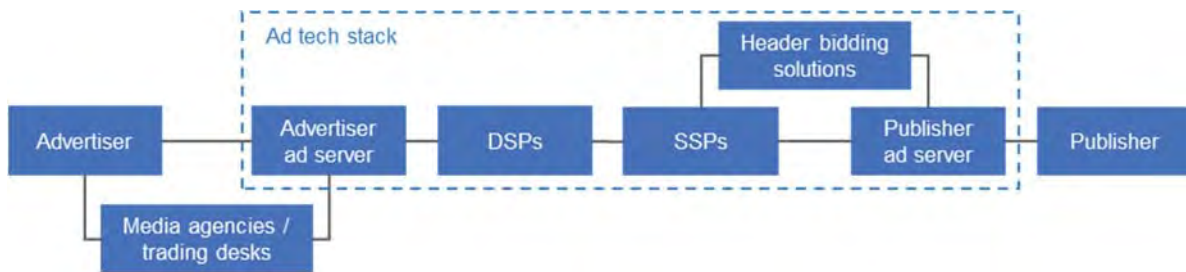 Ad tech stack
Header bidding
solutions
Advertiser
Advertiser
ad server
DSPs
SSPs
Publisher
ad server
Publisher
Media agencies /
trading desks